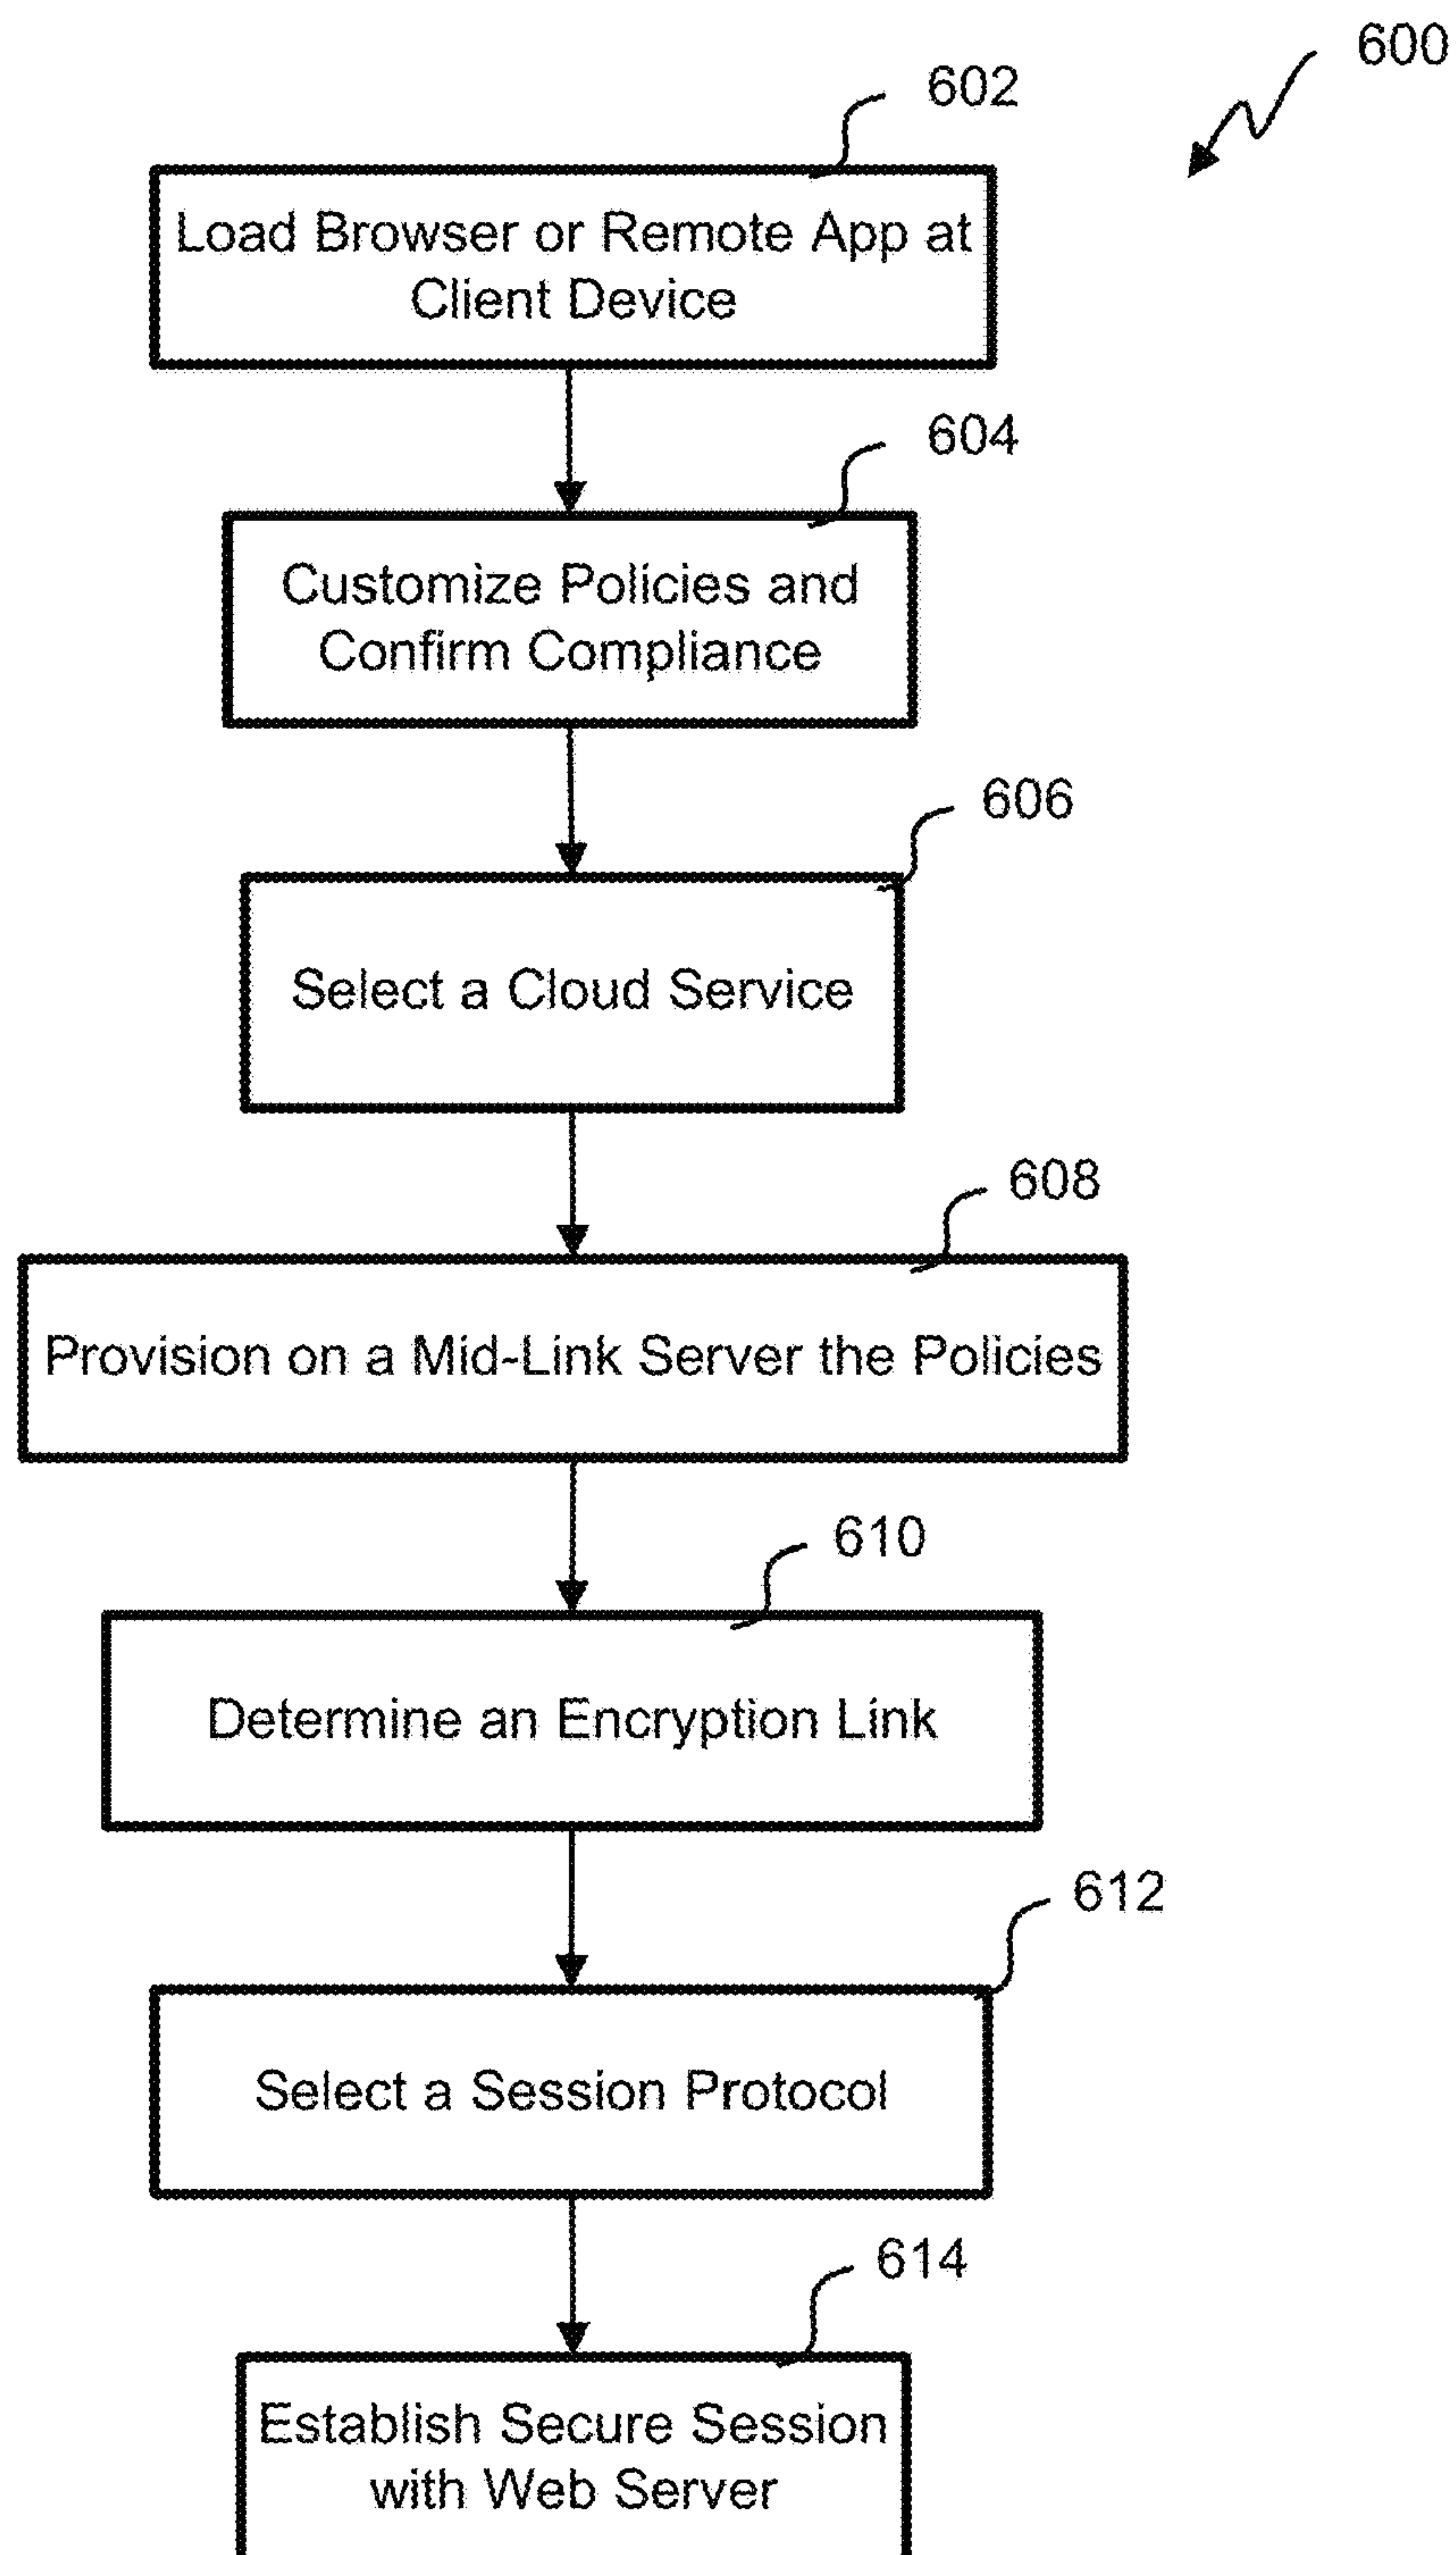 600
602
Load Browser or Remote App at
Client Device
604
Customize Policies and
Confirm Compliance
606
Select a Cloud Service
608
Provision on a Mid-Link Server the Policies
610
Determine an Encryption Link
612
Select a Session Protocol
614
Establish Secure Session
with Web Server